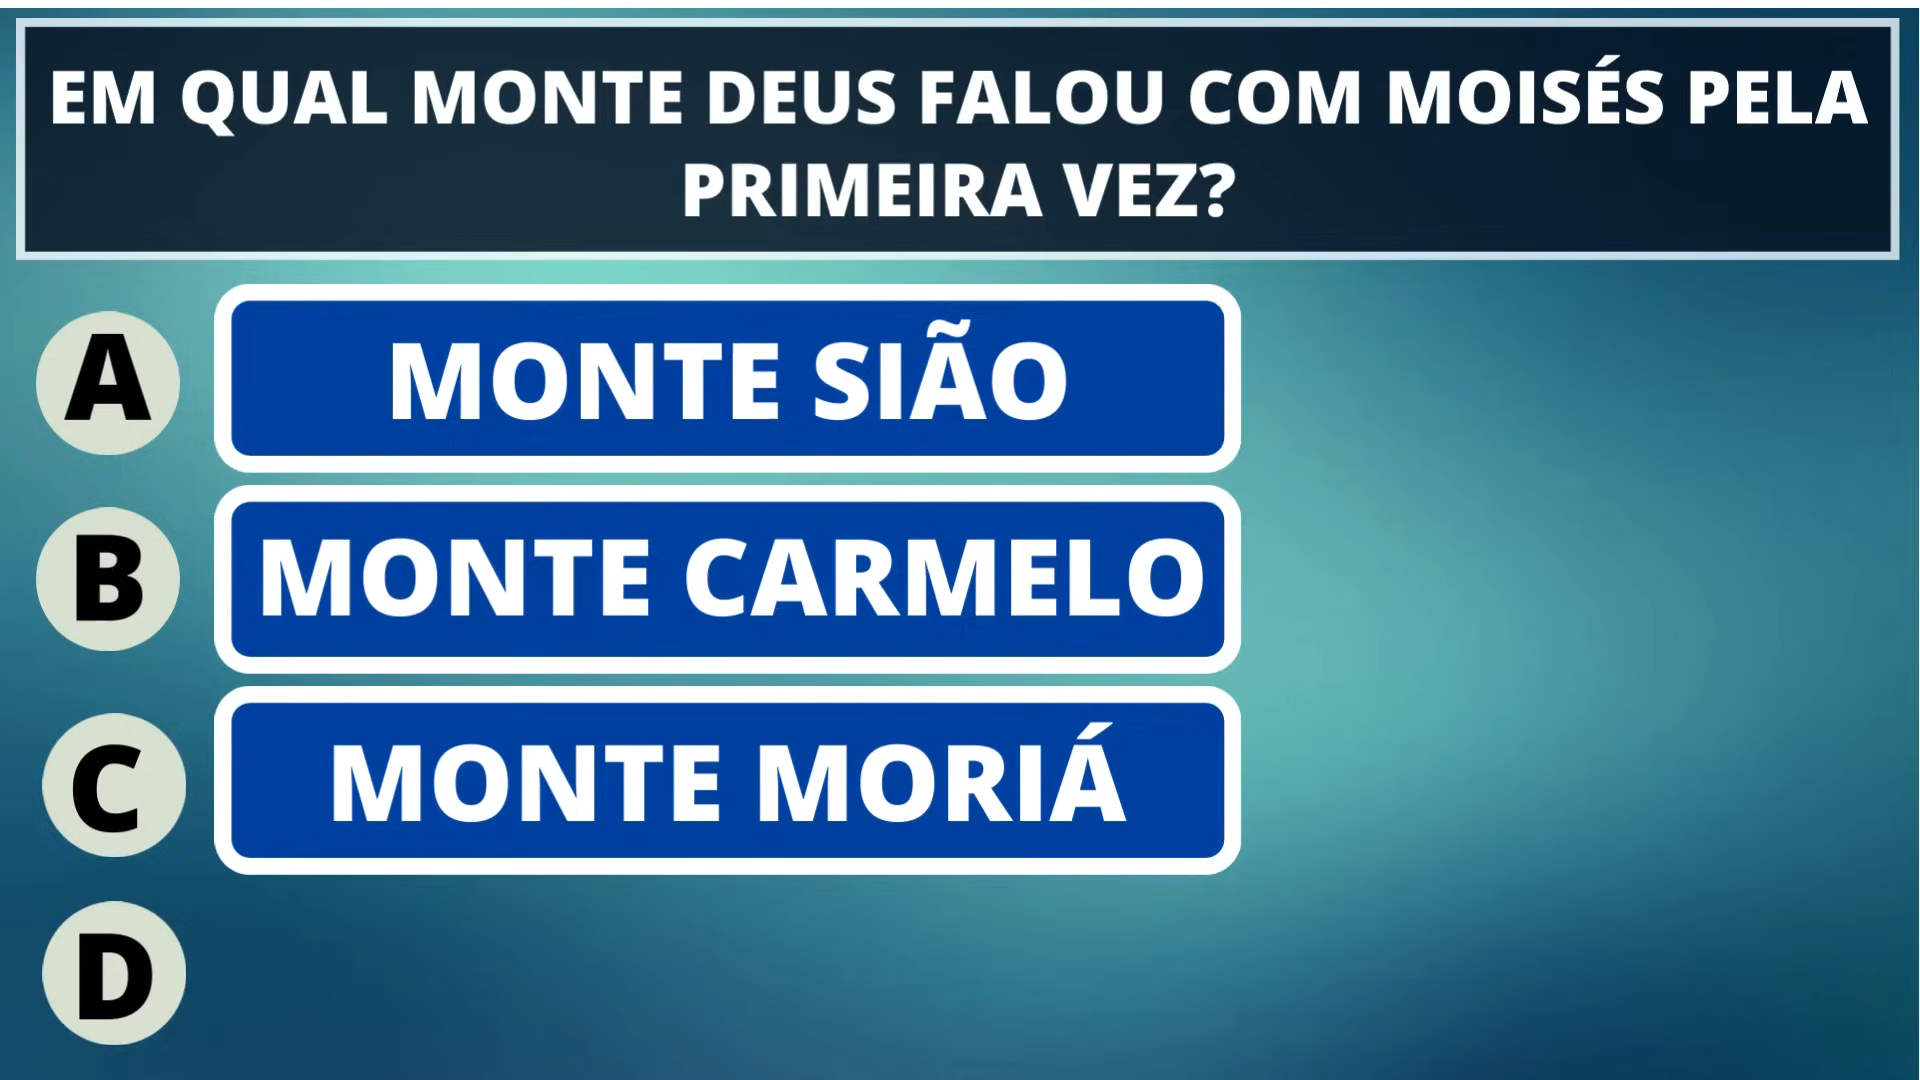 EM QUAL MONTE DEUS FALOU COM MOISÉS PELA
PRIMEIRA VEZ?
A MONTE SIÃO
B MONTE CARMELO
C MONTE MORIÁ
D